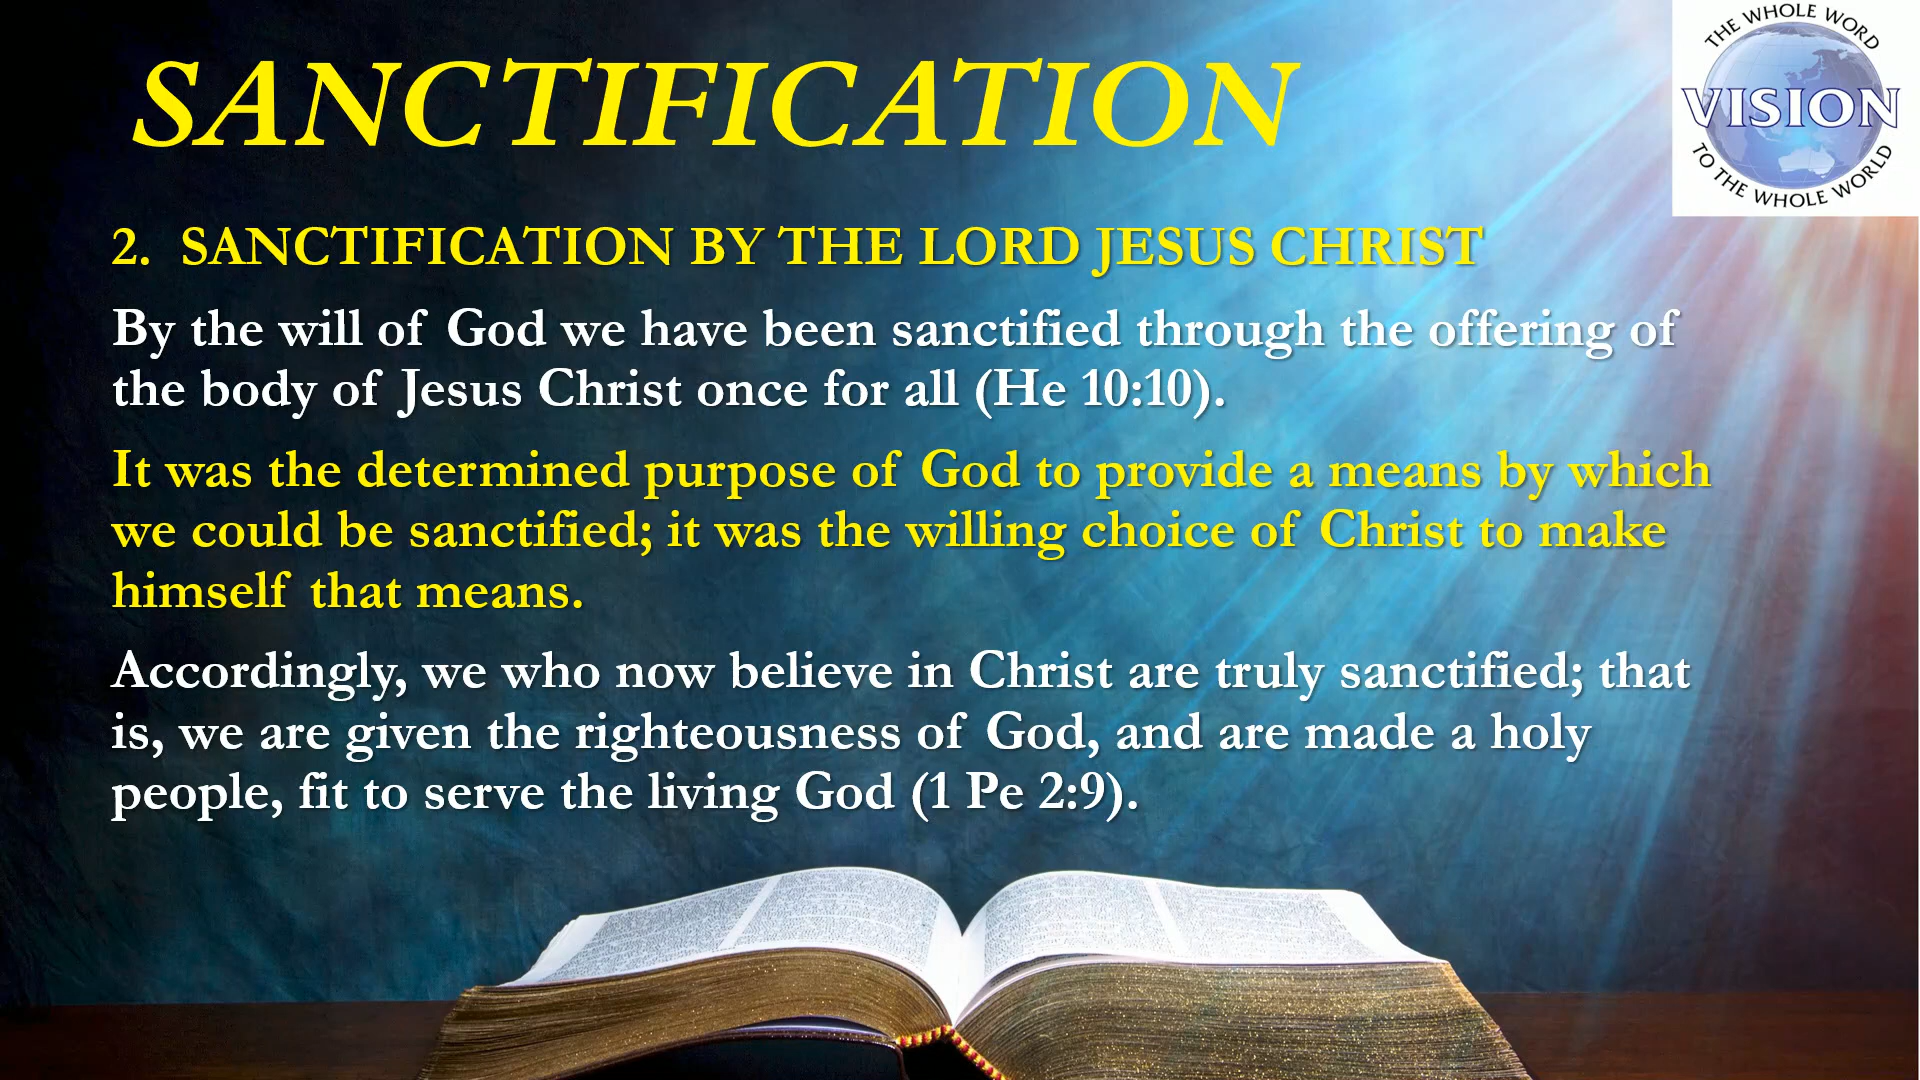 SANCTIFICATION
THE WHOLE WORD
VISION
TO THE WHOLE WORLD
2. SANCTIFICATION BY THE LORD JESUS CHRIST
By the will of God we have been sanctified through the offering of
the body of Jesus Christ once for all (He 10:10).
It was the determined purpose of God to provide a means by which
we could be sanctified; it was the willing choice of Christ to make
himself that means.
Accordingly, we who now believe in Christ are truly sanctified; that
is, we are given the righteousness of God, and are made a holy
people, fit to serve the living God (1 Pe 2:9).